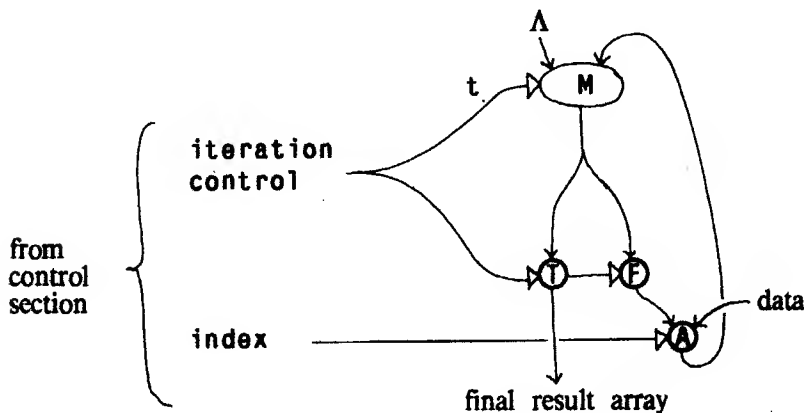 Λ
M
t
iteration
control
from
control
section
T
F
data
index
A
final result array